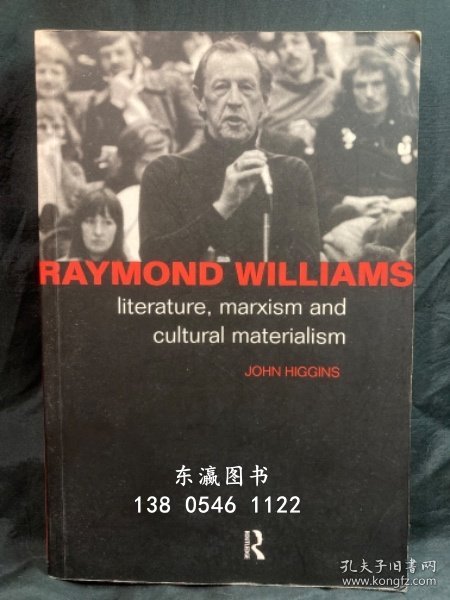 RAYMOND WILLIAMS
literature, marxism and
cultural materialism
JOHN HIGGINS
东瀛图书
138 0546 1122
R
ROUTLEDGE
孔夫子旧书网
www.kongfz.com